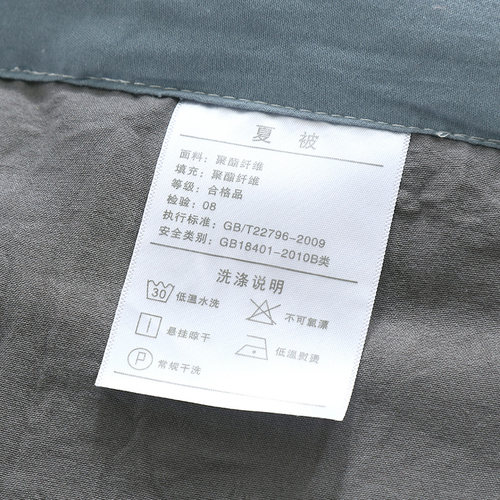 夏 被
面料: 聚酯纤维
填充: 聚酯纤维
等级: 合格品
检验: 08
执行标准: GB/T22796-2009
安全类别: GB18401-2010B类
洗涤说明
30 低温水洗 不可氯漂
悬挂晾干 低温熨烫
P 常规干洗